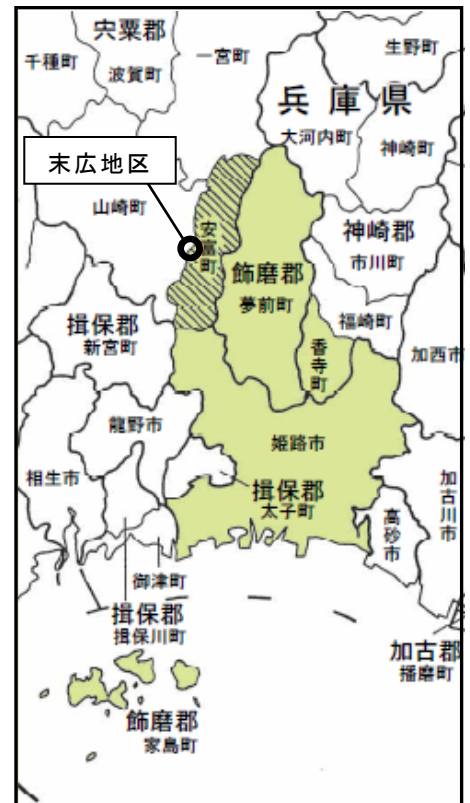 宍粟郡
千種町
波賀町
一宮町
生野町
兵庫県
大河内町
神崎町
末広地区
山崎町
安富町
飾磨郡
夢前町
神崎郡
市川町
揖保郡
新宮町
香寺町
福崎町
加西市
龍野市
姫路市
相生市
揖保郡
太子町
高砂市
加古川市
御津町
揖保郡
揖保川町
加古郡
播磨町
飾磨郡
家島町